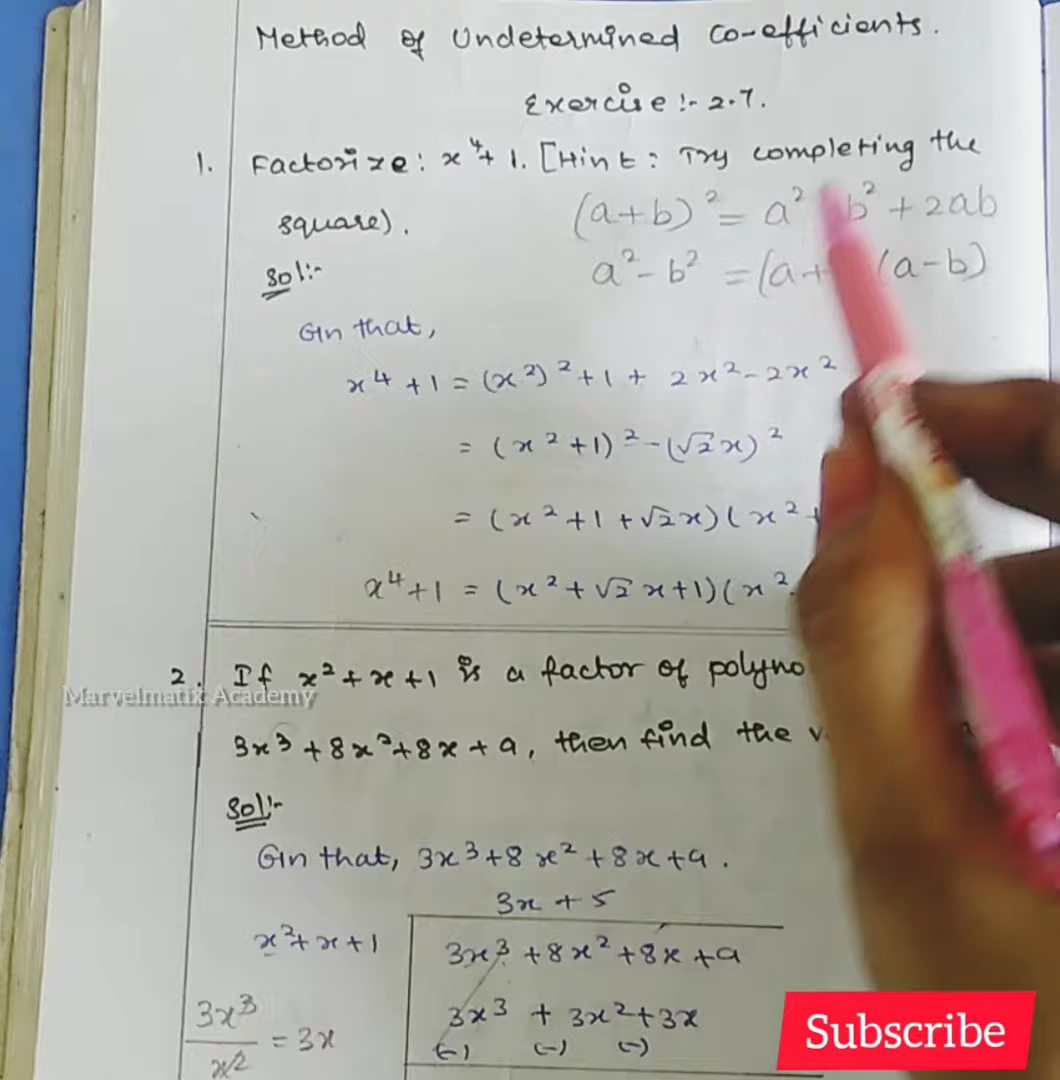 Method of Undetermined Co-efficients.
Exercise :- 2.7.
1. Factorize: x⁴+ 1. [Hint: Try completing the
square).
(a+b)² = a² b² + 2ab
a² - b² = (a+ (a-b)
Sol:-
Gn that,
x⁴ + 1 = (x²)² + 1 + 2x² - 2x²
= (x² + 1)² - (√2x)²
= (x² + 1 + √2x) (x² +
x⁴ + 1 = (x² + √2 x + 1) (x²
2. If x² + x + 1 is a factor of
Marvelmatix Academy
3x³ + 8x² + 8x + a, then find the
Sol:-
Gn that, 3x³ + 8x² + 8x + a.
3x + 5
x² + x + 1
3x³ + 8x² + 8x + a
3x³ + 3x² + 3x
(-) (-) (-)
3x³/x² = 3x
Subscribe